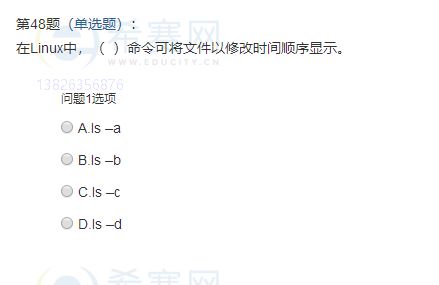 第48题（单选题）：
希赛网
在Linux中，（ ）命令可将文件以修改时间顺序显示。
WWW.EDUCITY.CN
13826356876
问题1选项
A.ls –a
B.ls –b
C.ls –c
D.ls –d
希赛网